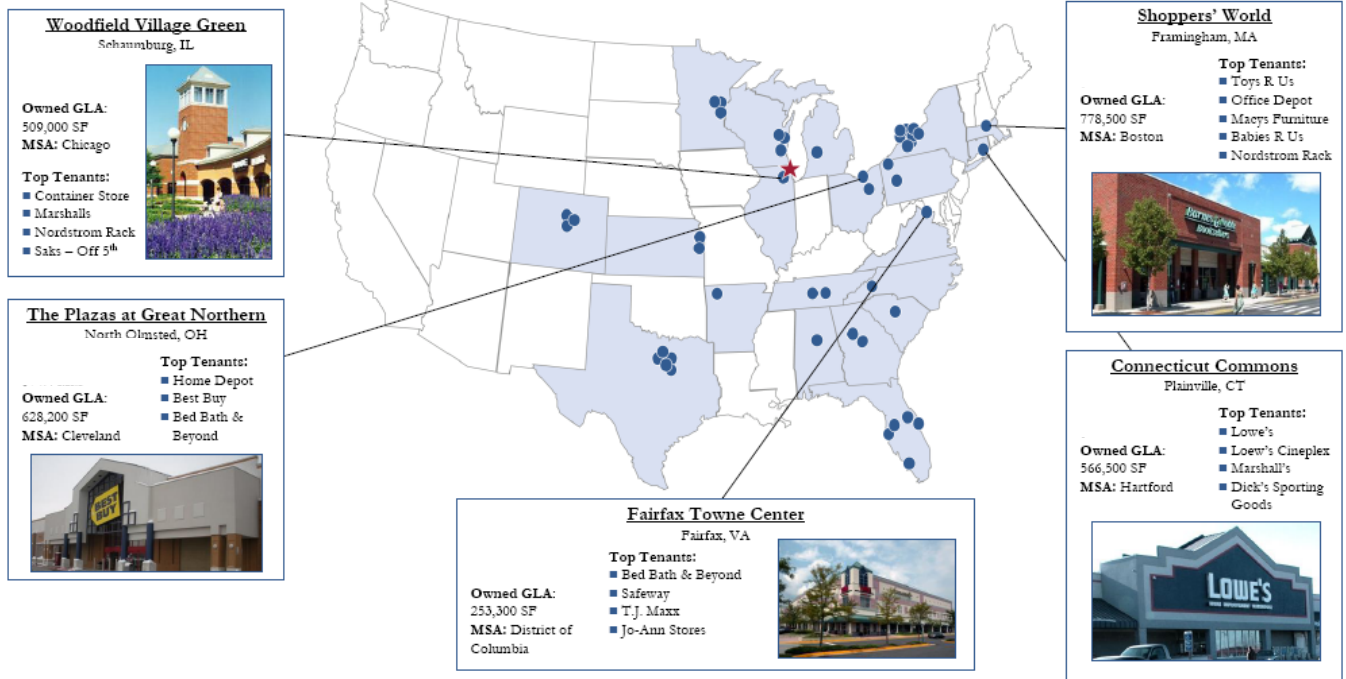 Woodfield Village Green
Schaumburg, IL
Owned GLA:
509,000 SF
MSA: Chicago
Top Tenants:
Container Store
Marshalls
Nordstrom Rack
Saks – Off 5th
The Plazas at Great Northern
North Olmsted, OH
Owned GLA:
628,200 SF
MSA: Cleveland
Top Tenants:
Home Depot
Best Buy
Bed Bath &
Beyond
BEST
BUY
Fairfax Towne Center
Fairfax, VA
Owned GLA:
253,300 SF
MSA: District of
Columbia
Top Tenants:
Bed Bath & Beyond
Safeway
T.J. Maxx
Jo-Ann Stores
Shoppers' World
Framingham, MA
Owned GLA:
778,500 SF
MSA: Boston
Top Tenants:
Toys R Us
Office Depot
Macys Furniture
Babies R Us
Nordstrom Rack
Barnes & Noble
Booksellers
Connecticut Commons
Plainville, CT
Owned GLA:
566,500 SF
MSA: Hartford
Top Tenants:
Lowe's
Loew's Cineplex
Marshall's
Dick's Sporting
Goods
LOWE'S